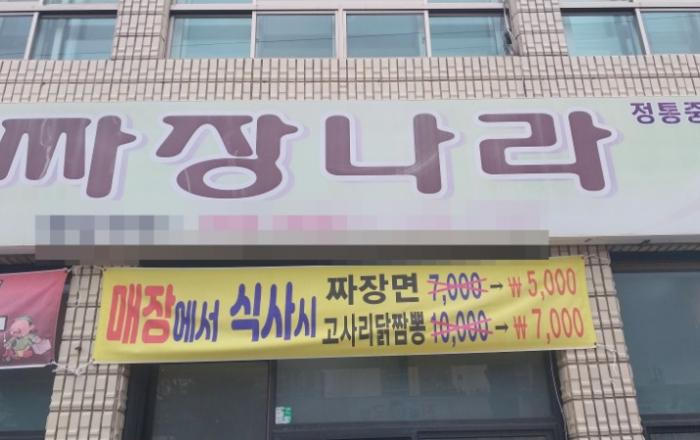 짜장나라
정통중
매장에서 식사시
짜장면 7,000 → ₩ 5,000
고사리닭짬뽕 10,000 → ₩ 7,000